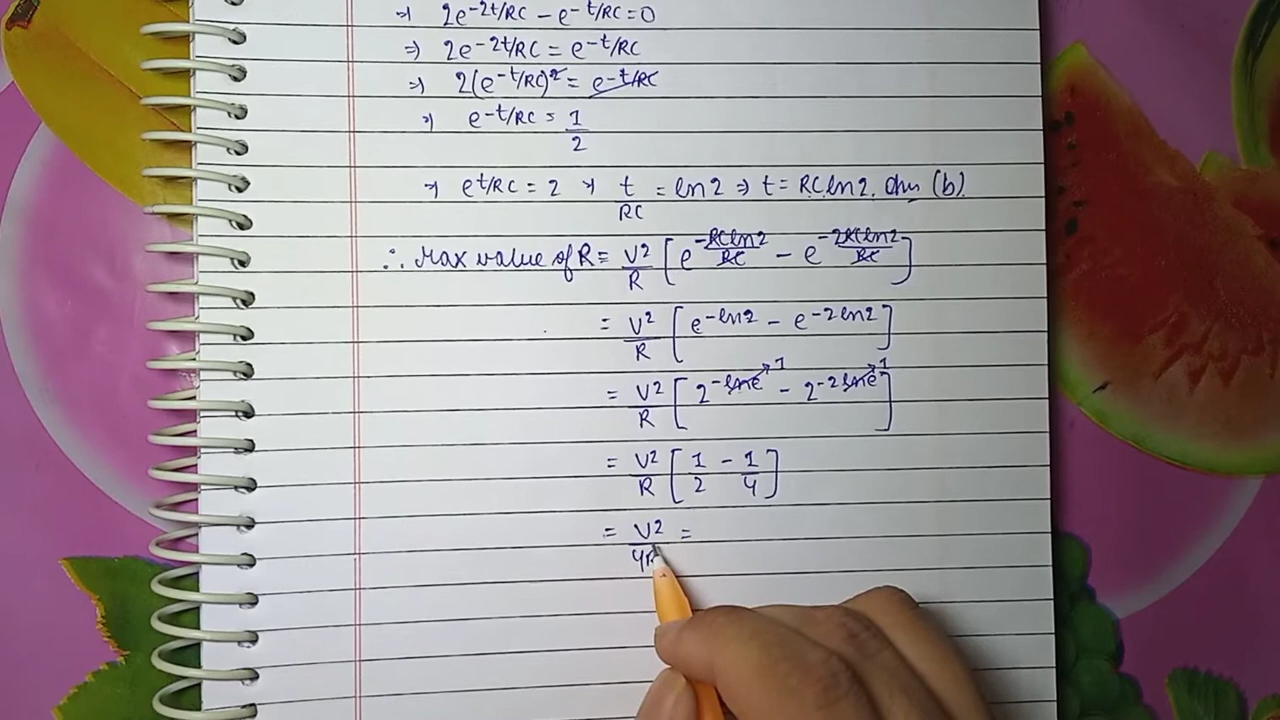 ⇒ 2e^-2t/RC - e^-t/RC = 0
⇒ 2e^-2t/RC = e^-t/RC
⇒ 2(e^-t/RC)^2 = e^-t/RC
⇒ e^-t/RC = 1/2
⇒ e^t/RC = 2 ⇒ t/RC = ln2 ⇒ t = RC ln2. Ans (b)
∴ Max value of R = V²/R [e^-RCln2/RC - e^-2RCln2/RC]
= V²/R [e^-ln2 - e^-2ln2]
= V²/R [2^-lne→1 - 2^-2lne→1]
= V²/R [1/2 - 1/4]
= V²/4R =